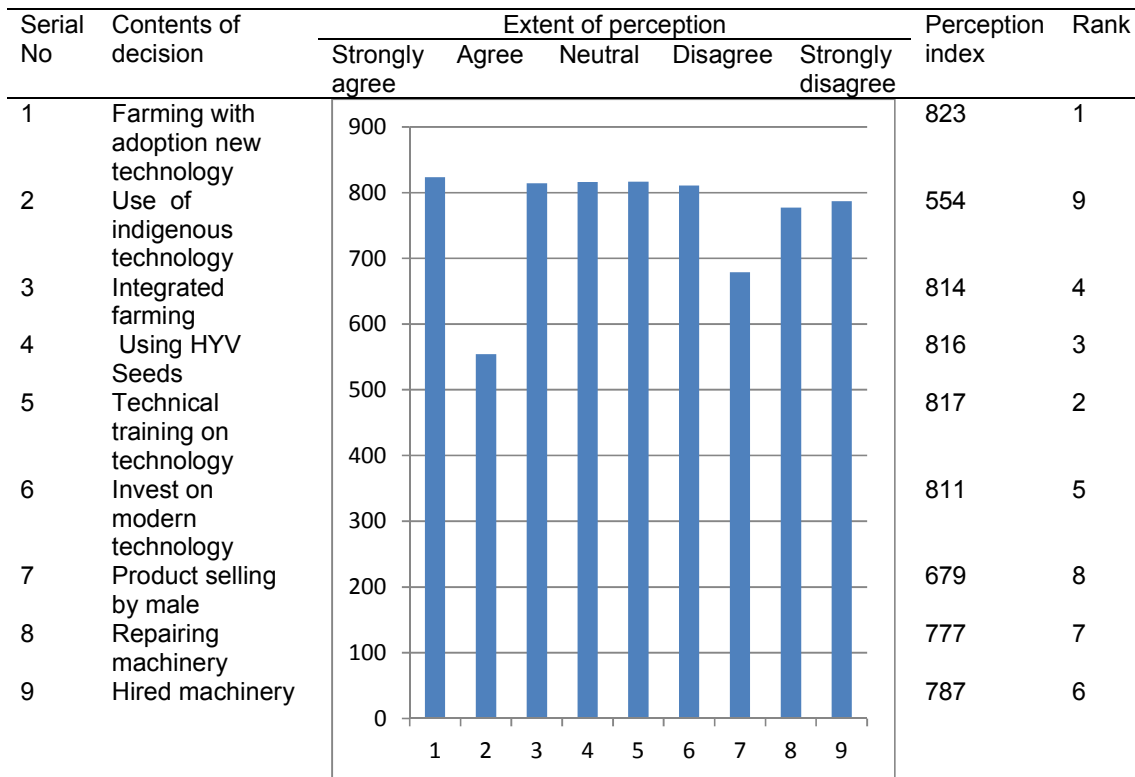 Serial Contents of Extent of perception Perception Rank
No decision Strongly Agree Neutral Disagree Strongly index
agree disagree
1 Farming with 823 1
adoption new
technology
2 Use of 554 9
indigenous
technology
3 Integrated 814 4
farming
4 Using HYV 816 3
Seeds
5 Technical 817 2
training on
technology
6 Invest on 811 5
modern
technology
7 Product selling 679 8
by male
8 Repairing 777 7
machinery
9 Hired machinery 787 6
900
800
700
600
500
400
300
200
100
0
1 2 3 4 5 6 7 8 9